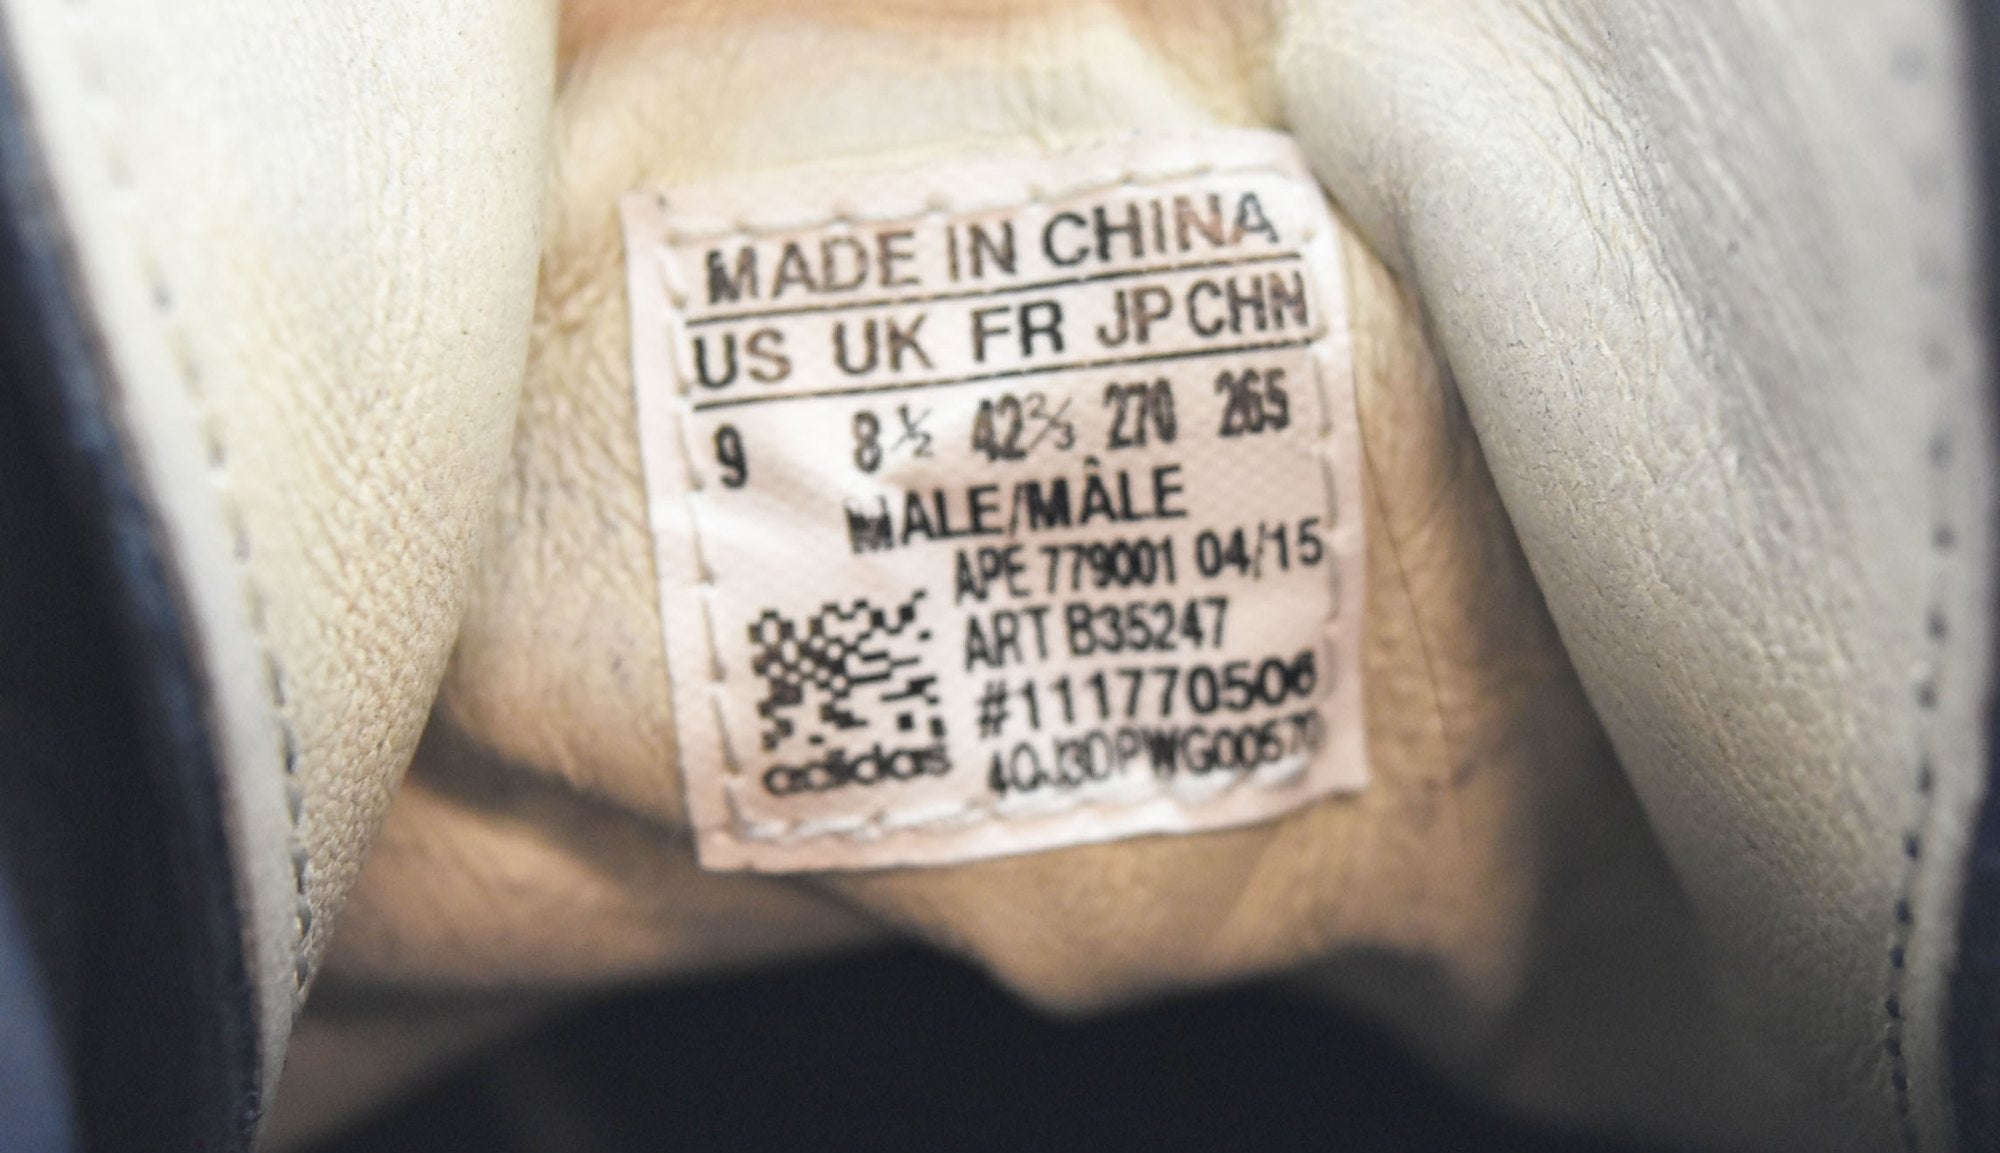 MADE IN CHINA
US UK FR JP CHN
9 8½ 42⅔ 270 265
MALE/MÂLE
APE 779001 04/15
ART B35247
#111770506
adidas